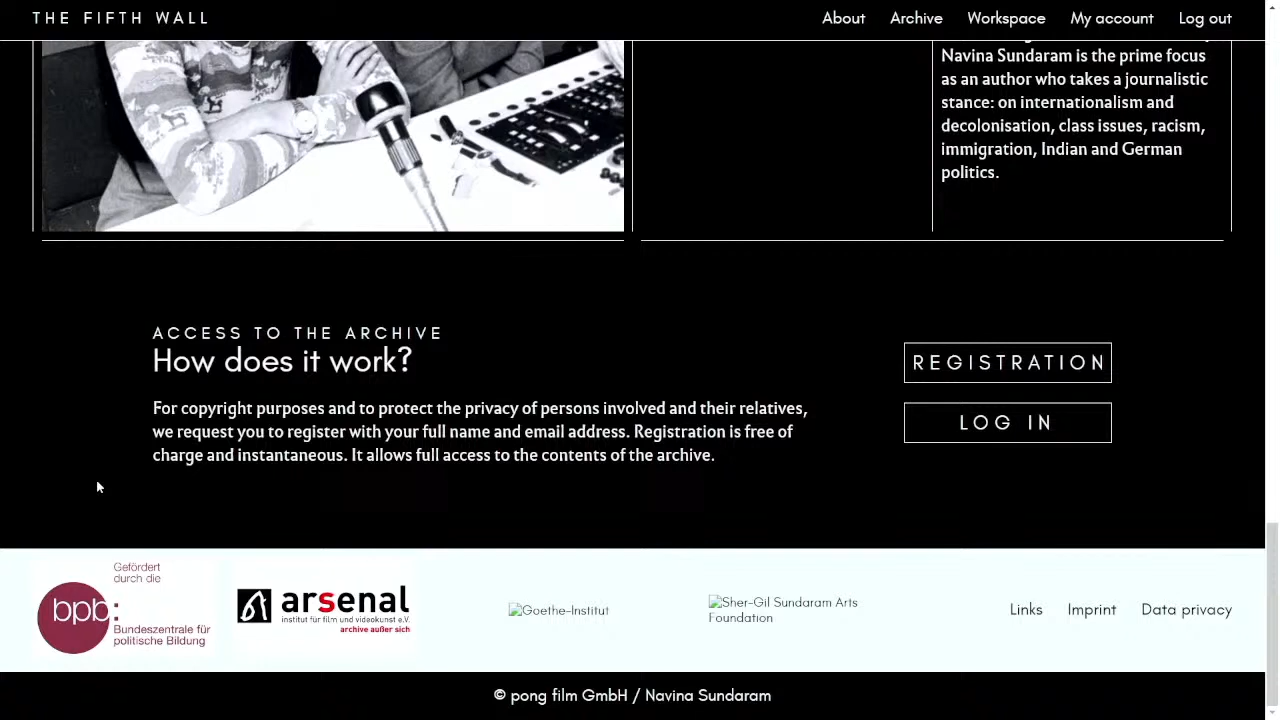 THE FIFTH WALL
About Archive Workspace My account Log out
Navina Sundaram is the prime focus
as an author who takes a journalistic
stance: on internationalism and
decolonisation, class issues, racism,
immigration, Indian and German
politics.
ACCESS TO THE ARCHIVE
How does it work?
For copyright purposes and to protect the privacy of persons involved and their relatives,
we request you to register with your full name and email address. Registration is free of
charge and instantaneous. It allows full access to the contents of the archive.
REGISTRATION
LOG IN
Gefördert
durch die
bpb:
Bundeszentrale für
politische Bildung
arsenal
institut für film und videokunst e.V.
archive außer sich
Goethe-Institut
Sher-Gil Sundaram Arts
Foundation
Links Imprint Data privacy
© pong film GmbH / Navina Sundaram